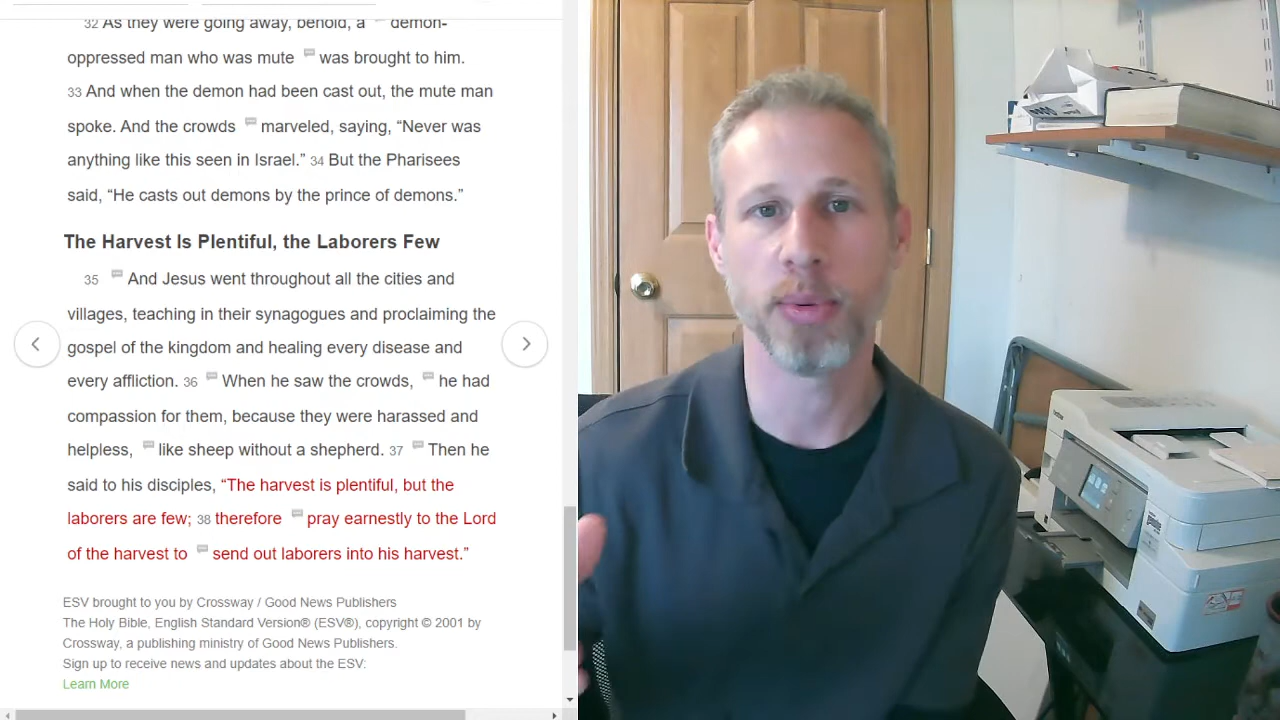 32 As they were going away, behold, a demon-
oppressed man who was mute was brought to him.
33 And when the demon had been cast out, the mute man
spoke. And the crowds marveled, saying, “Never was
anything like this seen in Israel.” 34 But the Pharisees
said, “He casts out demons by the prince of demons.”
The Harvest Is Plentiful, the Laborers Few
35 And Jesus went throughout all the cities and
villages, teaching in their synagogues and proclaiming the
gospel of the kingdom and healing every disease and
every affliction. 36 When he saw the crowds, he had
compassion for them, because they were harassed and
helpless, like sheep without a shepherd. 37 Then he
said to his disciples, “The harvest is plentiful, but the
laborers are few; 38 therefore pray earnestly to the Lord
of the harvest to send out laborers into his harvest.”
ESV brought to you by Crossway / Good News Publishers
The Holy Bible, English Standard Version® (ESV®), copyright © 2001 by
Crossway, a publishing ministry of Good News Publishers.
Sign up to receive news and updates about the ESV:
Learn More
brother